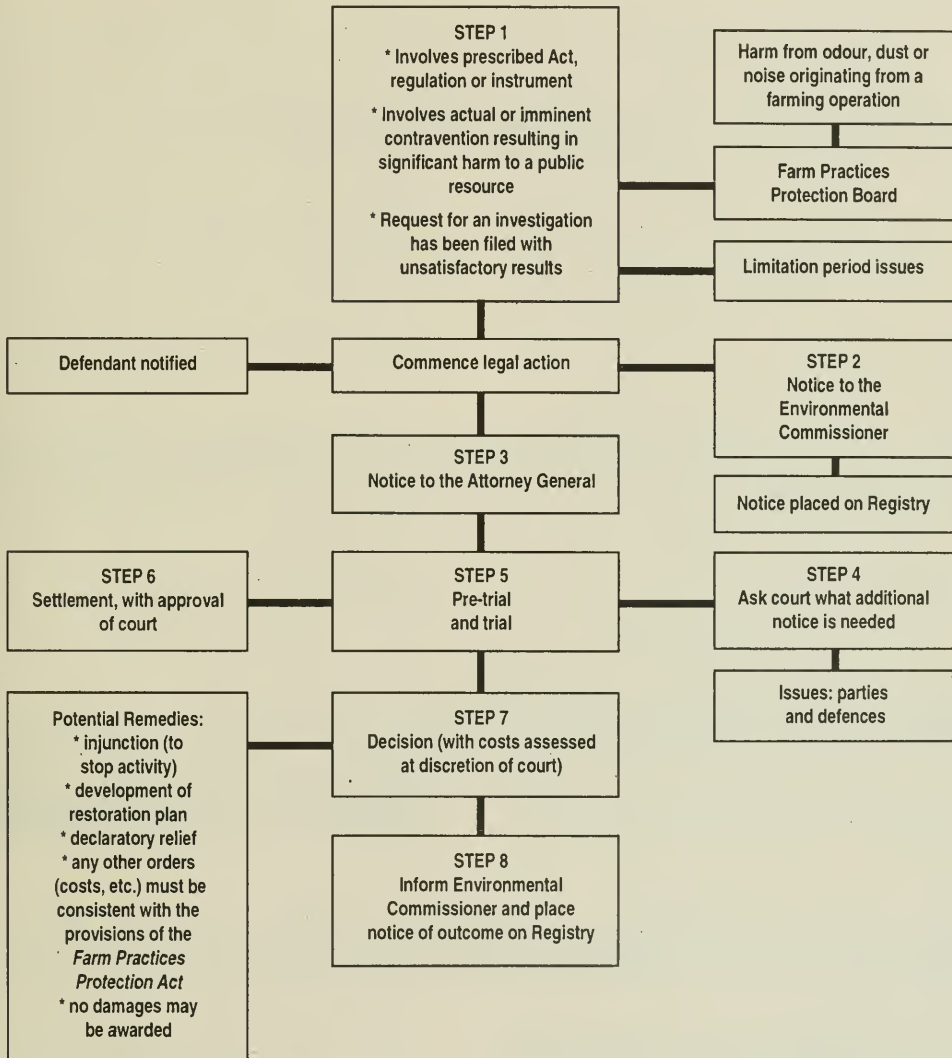 STEP 1
* Involves prescribed Act,
regulation or instrument
* Involves actual or imminent
contravention resulting in
significant harm to a public
resource
* Request for an investigation
has been filed with
unsatisfactory results
Harm from odour, dust or
noise originating from a
farming operation
Farm Practices
Protection Board
Limitation period issues
Defendant notified
Commence legal action
STEP 2
Notice to the
Environmental
Commissioner
Notice placed on Registry
STEP 3
Notice to the Attorney General
STEP 6
Settlement, with approval
of court
STEP 5
Pre-trial
and trial
STEP 4
Ask court what additional
notice is needed
Issues: parties
and defences
Potential Remedies:
* injunction (to
stop activity)
* development of
restoration plan
* declaratory relief
* any other orders
(costs, etc.) must be
consistent with the
provisions of the
Farm Practices
Protection Act
* no damages may
be awarded
STEP 7
Decision (with costs assessed
at discretion of court)
STEP 8
Inform Environmental
Commissioner and place
notice of outcome on Registry